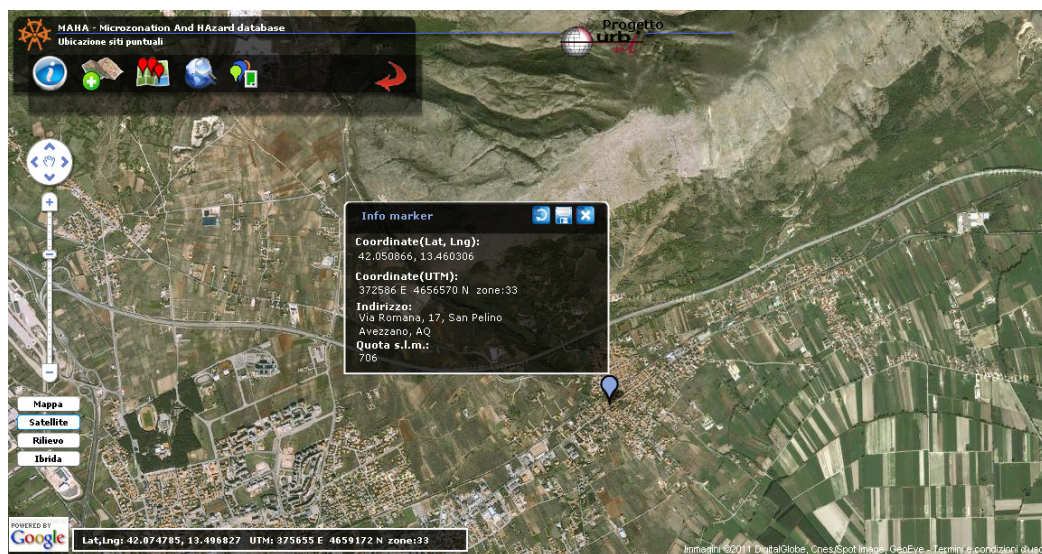 MAHA - Microzonation And HAzard database
Ubicazione siti puntuali
Progetto
urb
nt
Info marker
Coordinate(Lat, Lng):
42.050866, 13.460306
Coordinate(UTM):
372586 E 4656570 N zone:33
Indirizzo:
Via Romana, 17, San Pelino
Avezzano, AQ
Quota s.l.m.:
706
Mappa
Satellite
Rilievo
Ibrida
POWERED BY
Google
Lat,Lng: 42.074785, 13.496827 UTM: 375655 E 4659172 N zone:33
Immagini ©2011 DigitalGlobe, Cnes/Spot Image, GeoEye - Termini e condizioni d'uso